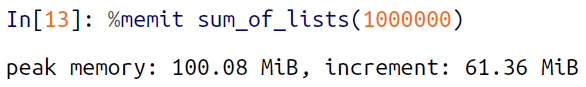 In[13]: %memit sum_of_lists(1000000)
peak memory: 100.08 MiB, increment: 61.36 MiB